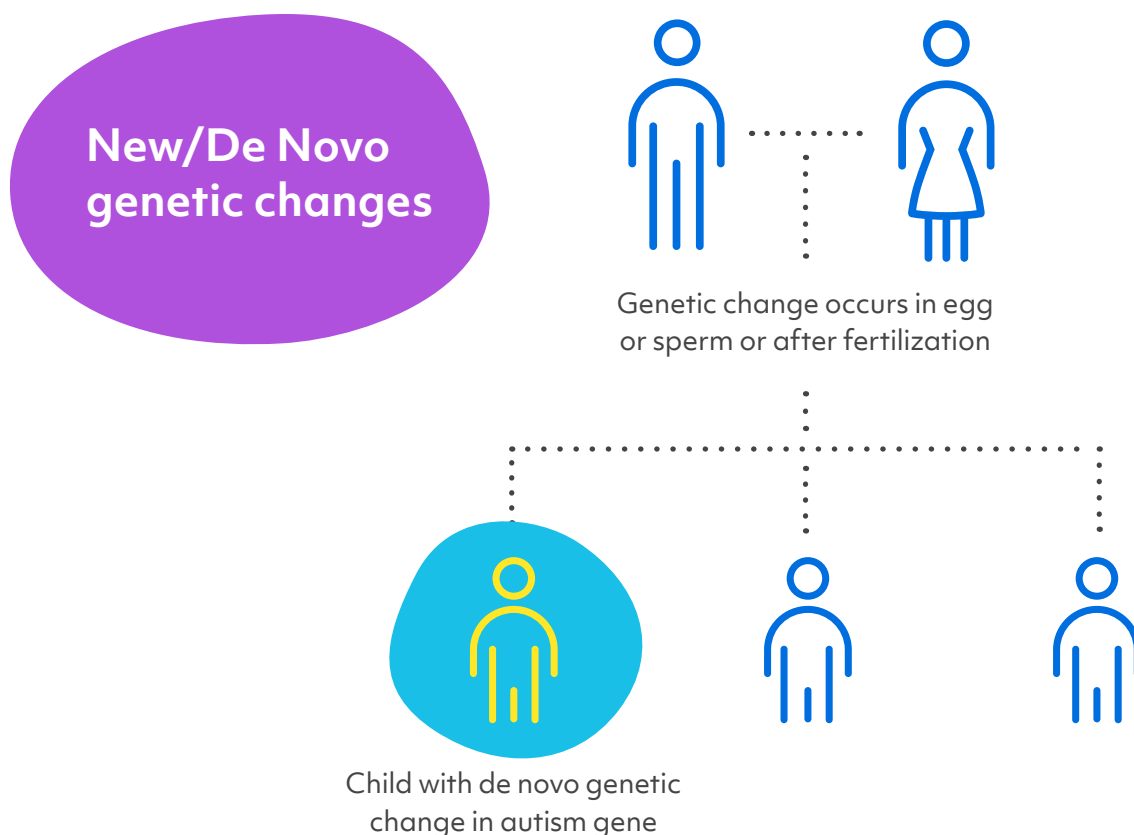 New/De Novo
genetic changes
Genetic change occurs in egg
or sperm or after fertilization
Child with de novo genetic
change in autism gene